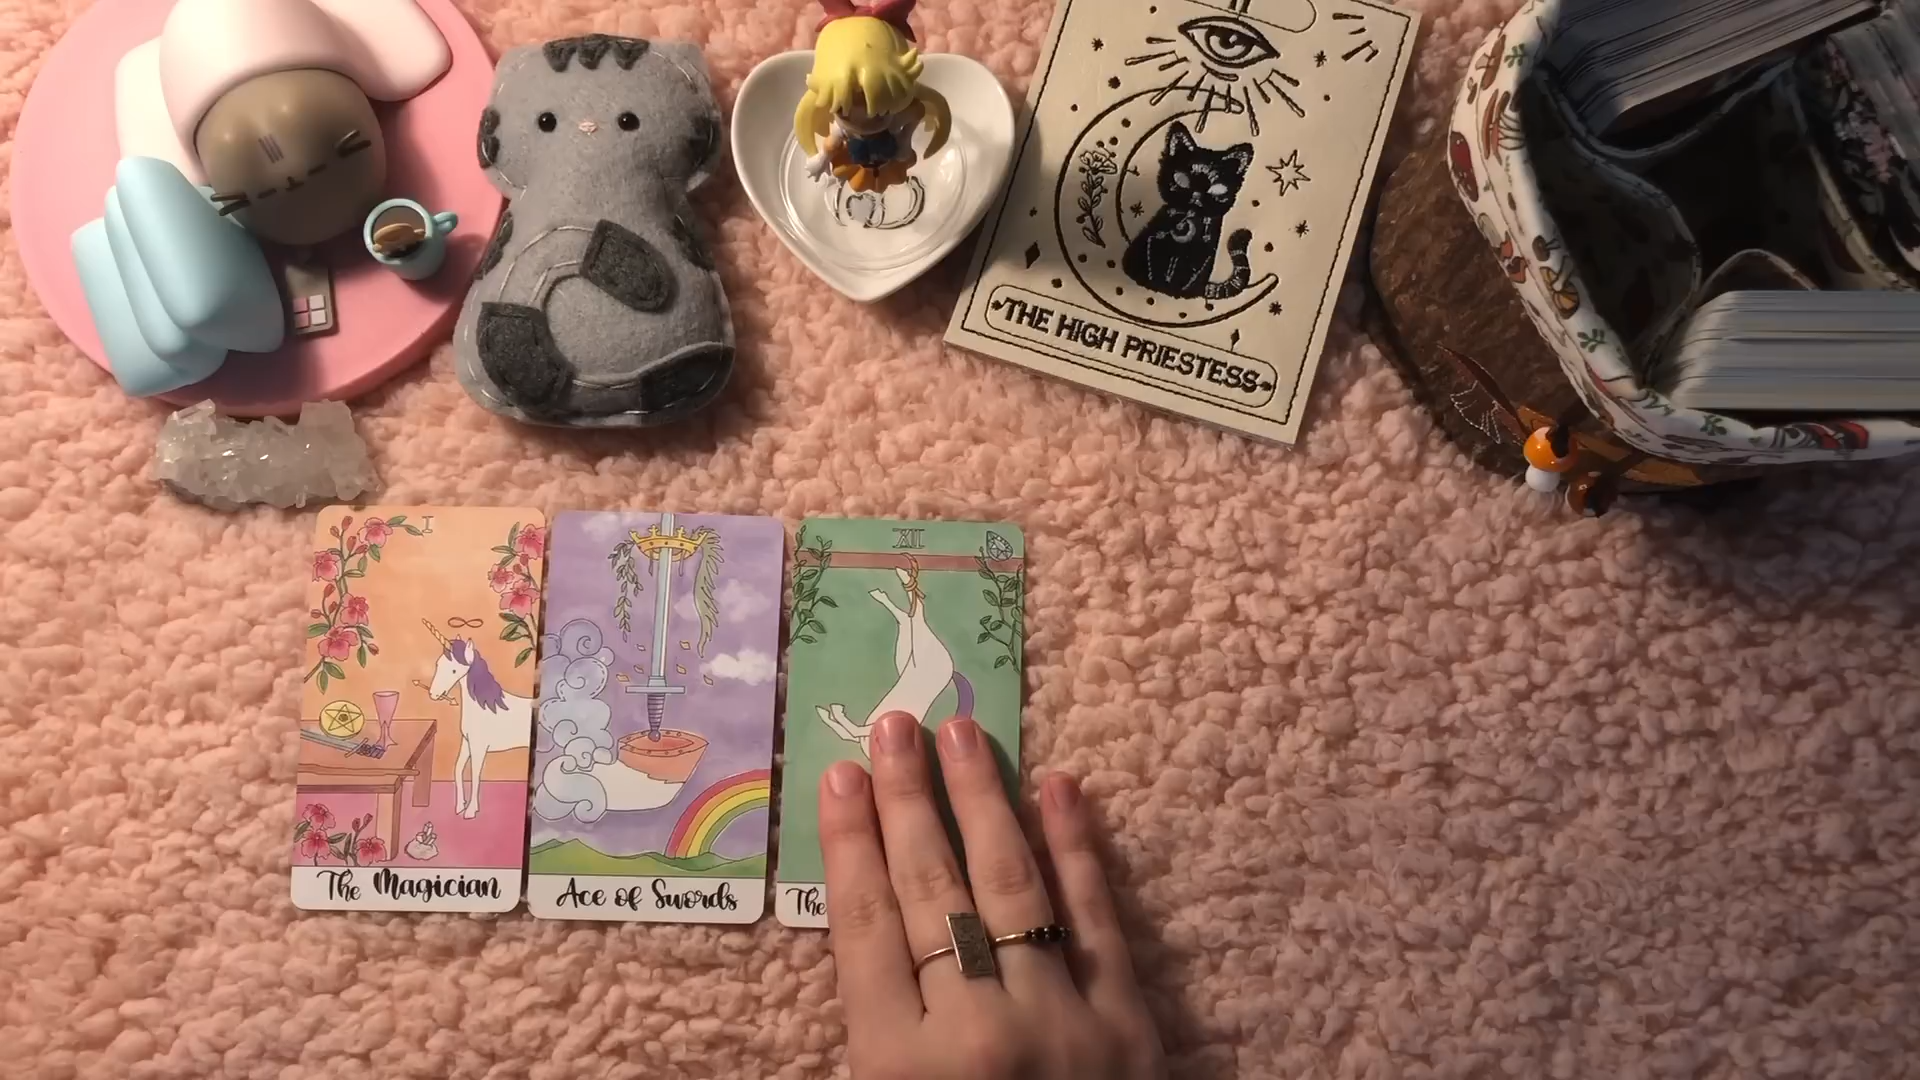 THE HIGH PRIESTESS
I
The Magician
Ace of Swords
XII
The